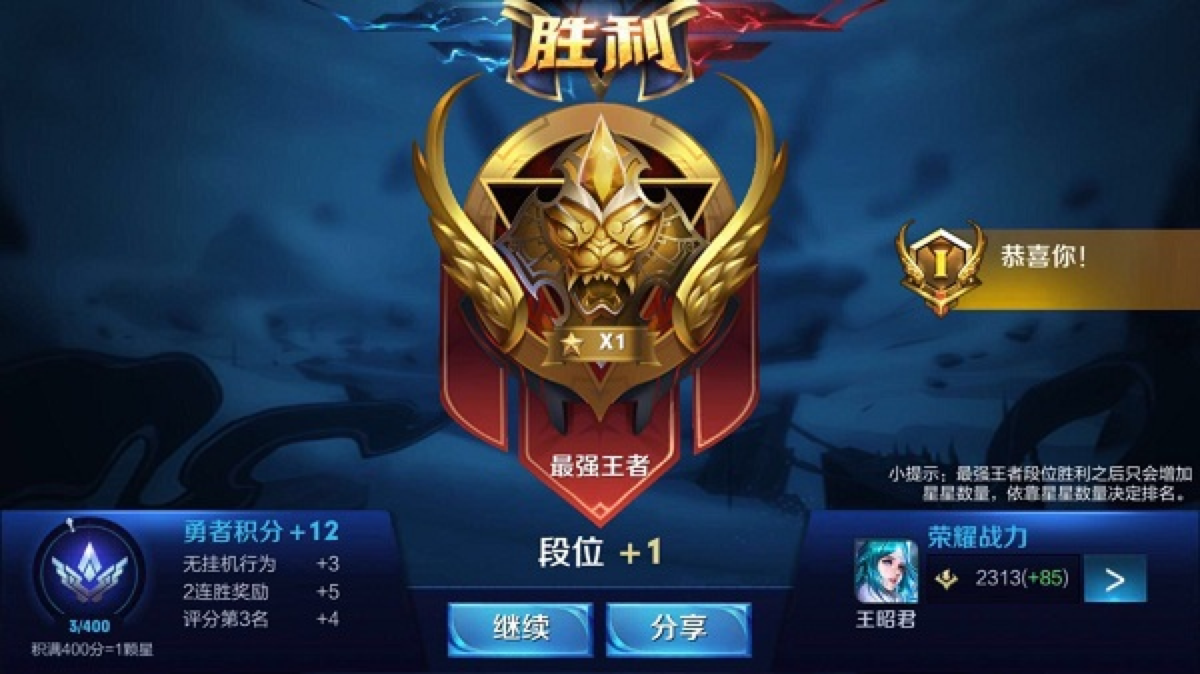 胜利
I
恭喜你！
X1
最强王者
小提示：最强王者段位胜利之后只会增加
星星数量，依靠星星数量决定排名。
段位 +1
勇者积分 +12
无挂机行为 +3
2连胜奖励 +5
评分第3名 +4
3/400
积满400分=1颗星
荣耀战力
2313(+85)
>
王昭君
继续
分享